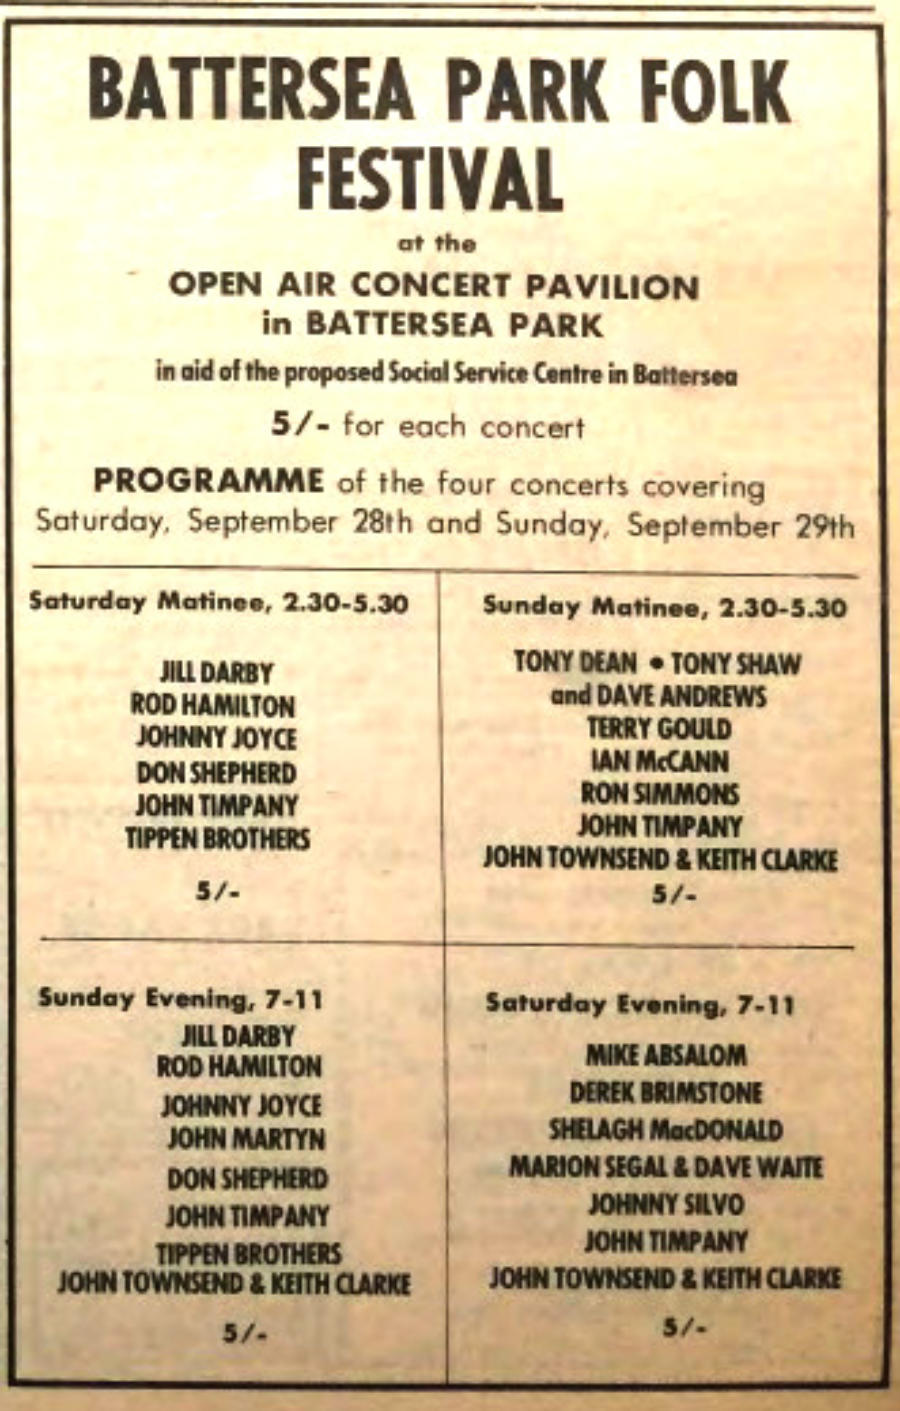 BATTERSEA PARK FOLK
FESTIVAL
at the
OPEN AIR CONCERT PAVILION
in BATTERSEA PARK
in aid of the proposed Social Service Centre in Battersea
5/- for each concert
PROGRAMME of the four concerts covering
Saturday, September 28th and Sunday, September 29th
Saturday Matinee, 2.30-5.30
JILL DARBY
ROD HAMILTON
JOHNNY JOYCE
DON SHEPHERD
JOHN TIMPANY
TIPPEN BROTHERS
5/-
Sunday Matinee, 2.30-5.30
TONY DEAN • TONY SHAW
and DAVE ANDREWS
TERRY GOULD
IAN McCANN
RON SIMMONS
JOHN TIMPANY
JOHN TOWNSEND & KEITH CLARKE
5/-
Sunday Evening, 7-11
JILL DARBY
ROD HAMILTON
JOHNNY JOYCE
JOHN MARTYN
DON SHEPHERD
JOHN TIMPANY
TIPPEN BROTHERS
JOHN TOWNSEND & KEITH CLARKE
5/-
Saturday Evening, 7-11
MIKE ABSALOM
DEREK BRIMSTONE
SHELAGH MacDONALD
MARION SEGAL & DAVE WAITE
JOHNNY SILVO
JOHN TIMPANY
JOHN TOWNSEND & KEITH CLARKE
5/-